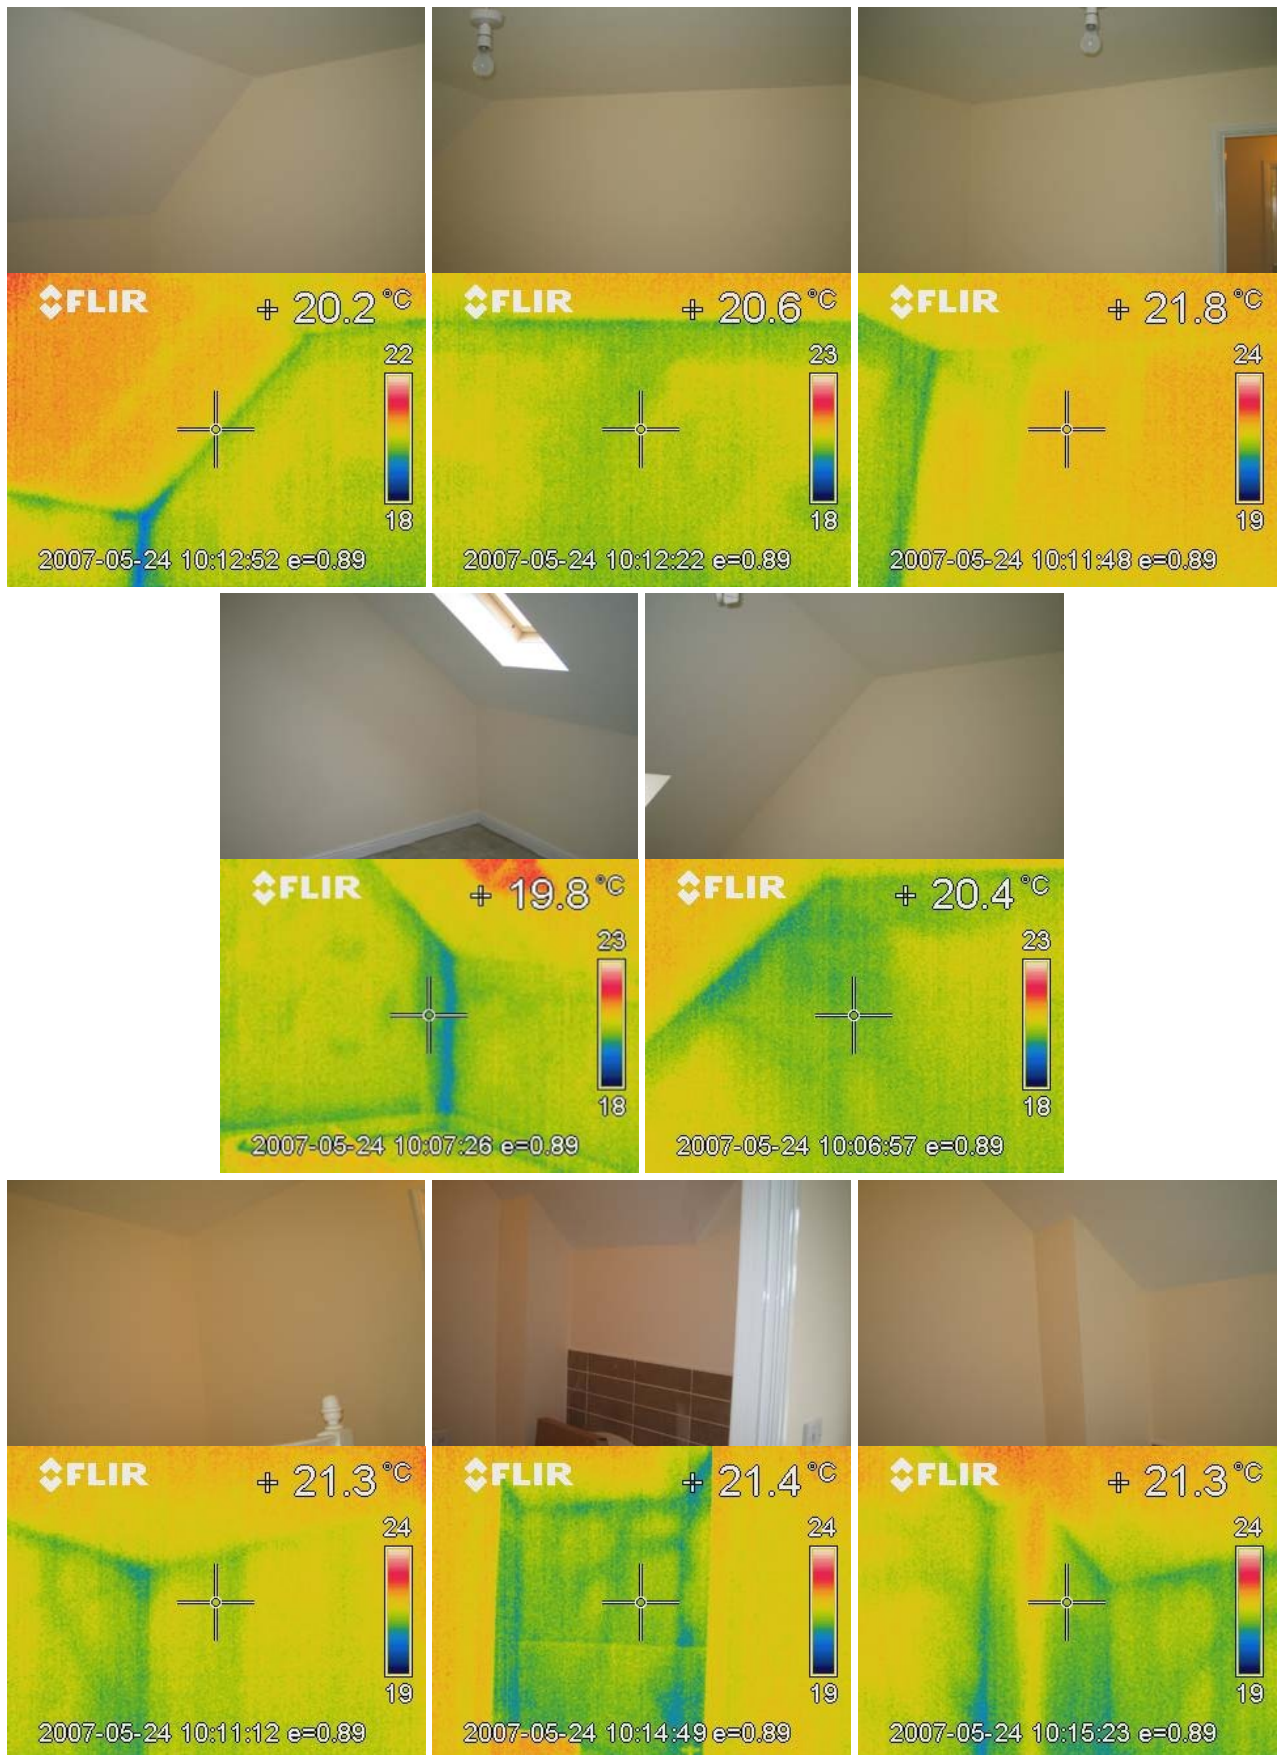 FLIR + 20.2 °C
22
18
2007-05-24 10:12:52 e=0.89
FLIR + 20.6 °C
23
18
2007-05-24 10:12:22 e=0.89
FLIR + 21.8 °C
24
19
2007-05-24 10:11:48 e=0.89
FLIR + 19.8 °C
23
18
2007-05-24 10:07:26 e=0.89
FLIR + 20.4 °C
23
18
2007-05-24 10:06:57 e=0.89
FLIR + 21.3 °C
24
19
2007-05-24 10:11:12 e=0.89
FLIR + 21.4 °C
24
19
2007-05-24 10:14:49 e=0.89
FLIR + 21.3 °C
24
19
2007-05-24 10:15:23 e=0.89